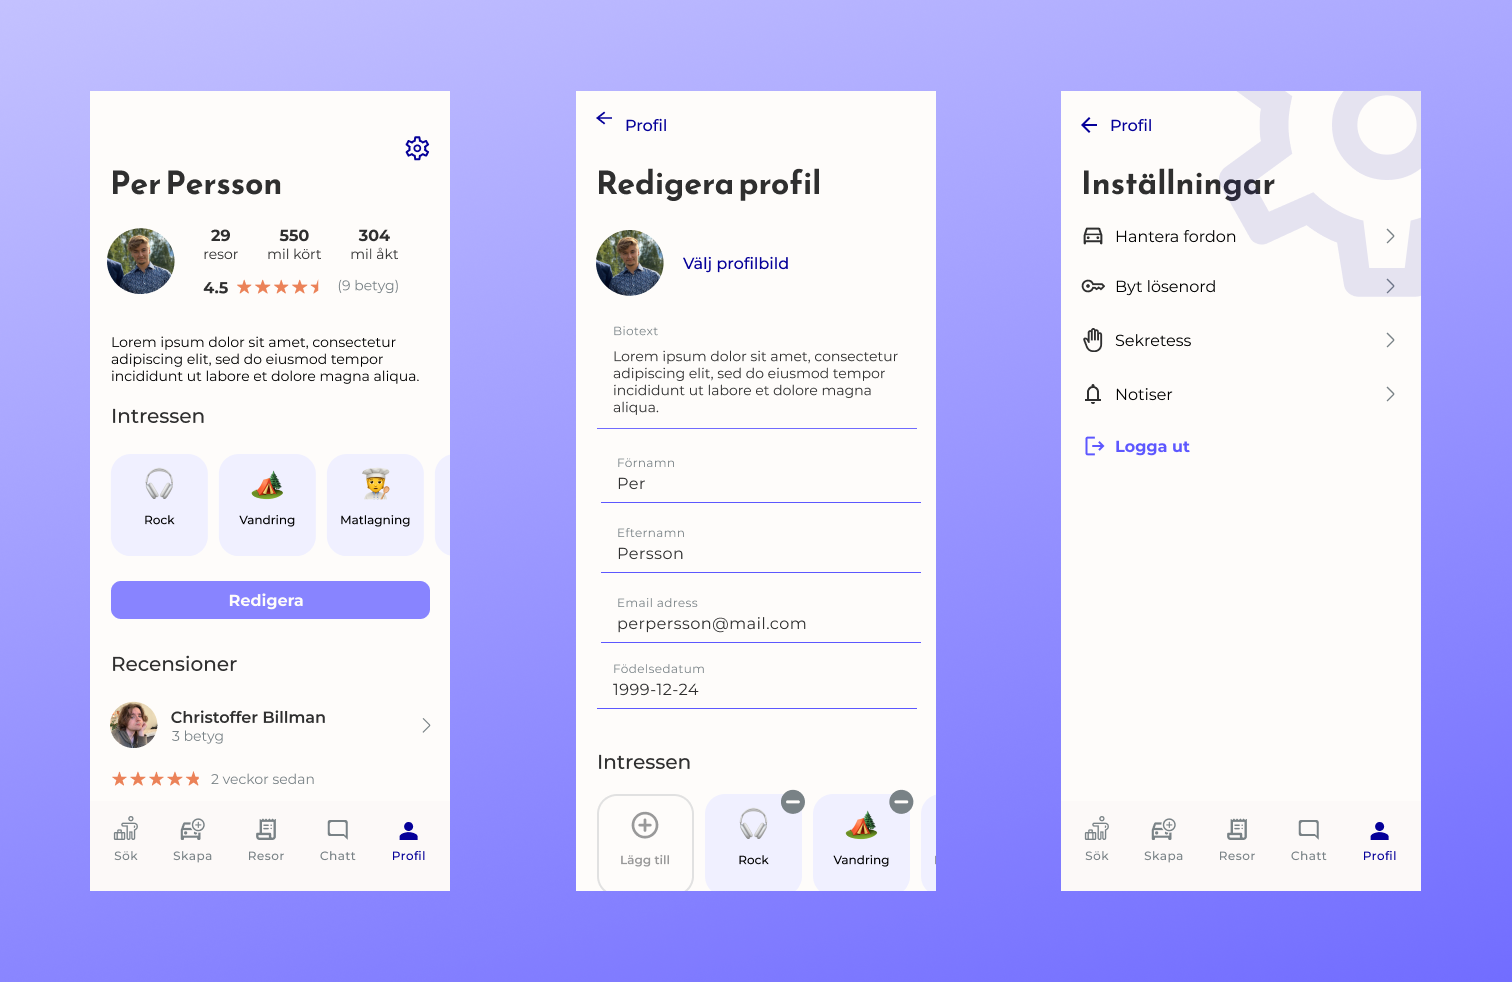 Per Persson
29 550 304
resor mil kört mil åkt
4.5 (9 betyg)
Lorem ipsum dolor sit amet, consectetur
adipiscing elit, sed do eiusmod tempor
incididunt ut labore et dolore magna aliqua.
Intressen
Rock Vandring Matlagning
Redigera
Recensioner
Christoffer Billman
3 betyg
2 veckor sedan
Sök Skapa Resor Chatt Profil
Profil
Redigera profil
Välj profilbild
Biotext
Lorem ipsum dolor sit amet, consectetur
adipiscing elit, sed do eiusmod tempor
incididunt ut labore et dolore magna
aliqua.
Förnamn
Per
Efternamn
Persson
Email adress
perpersson@mail.com
Födelsedatum
1999-12-24
Intressen
Lägg till Rock Vandring
Profil
Inställningar
Hantera fordon
Byt lösenord
Sekretess
Notiser
Logga ut
Sök Skapa Resor Chatt Profil